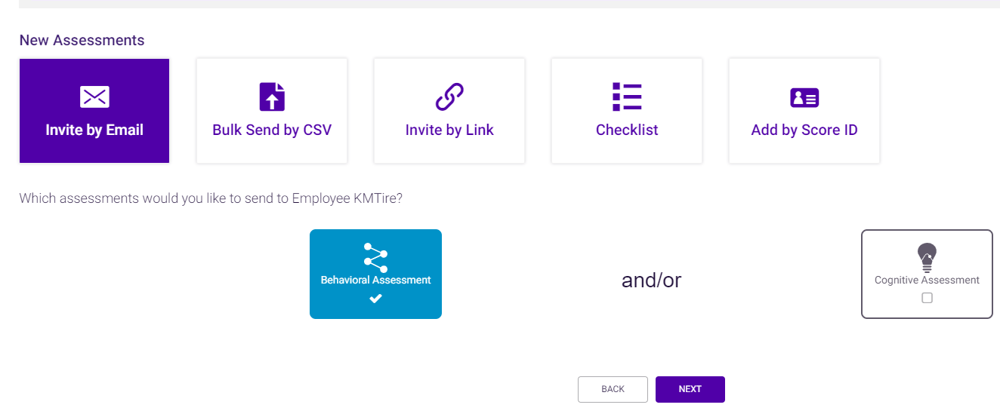 New Assessments
Invite by Email
Bulk Send by CSV
Invite by Link
Checklist
Add by Score ID
Which assessments would you like to send to Employee KMTire?
Behavioral Assessment
and/or
Cognitive Assessment
BACK
NEXT